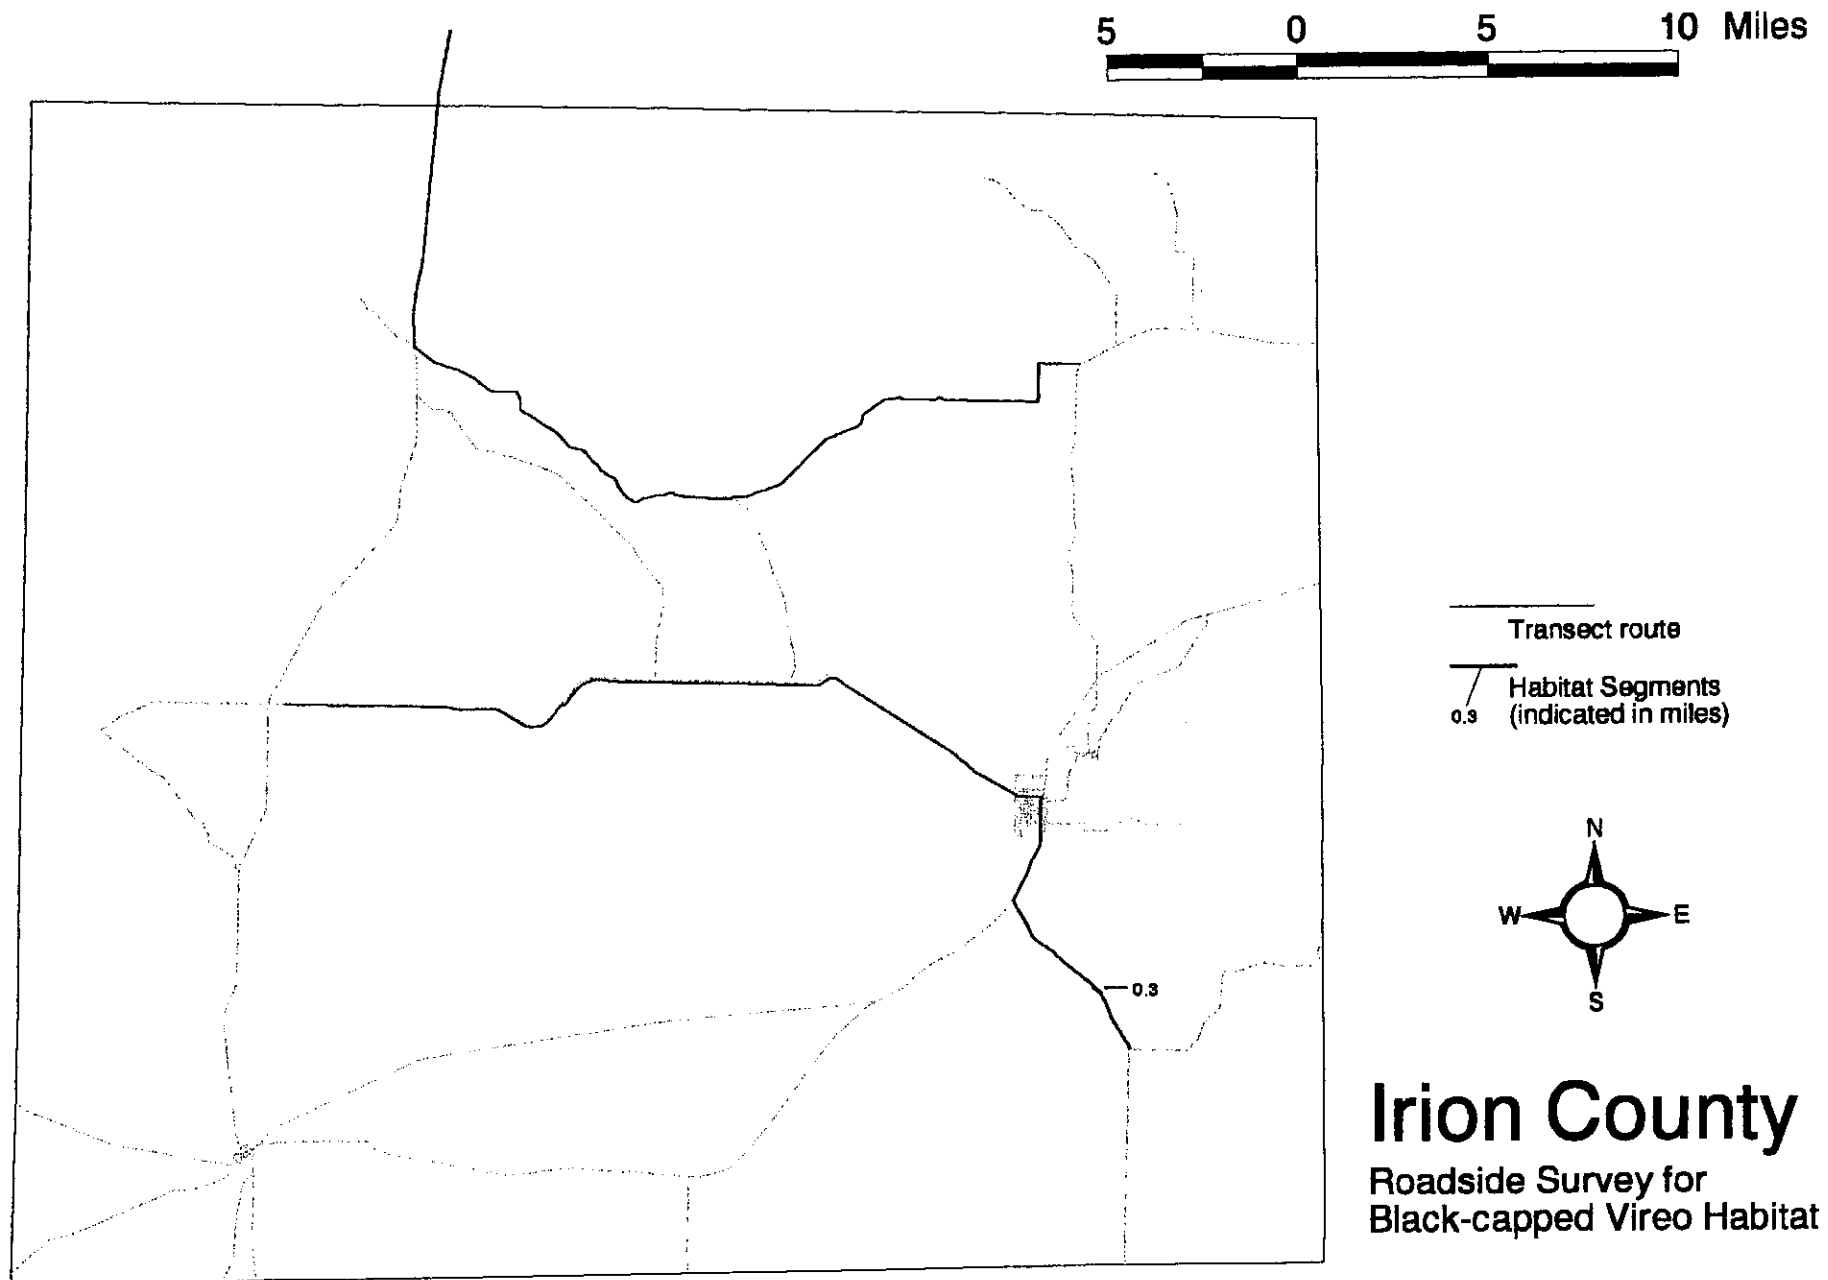 5 0 5 10 Miles
Transect route
Habitat Segments
0.3 (indicated in miles)
N
W E
S
0.3
Irion County
Roadside Survey for
Black-capped Vireo Habitat